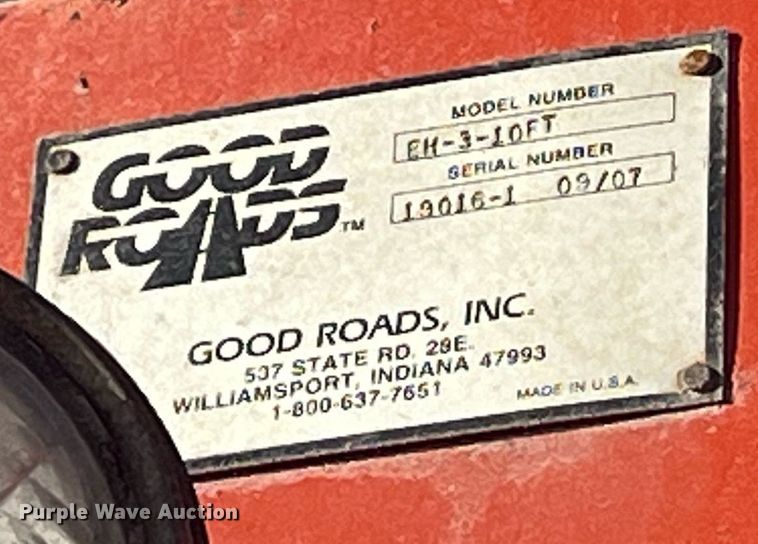 GOOD
ROADS™
MODEL NUMBER
EH-3-10FT
SERIAL NUMBER
19016-1 09/07
GOOD ROADS, INC.
537 STATE RD. 28E.
WILLIAMSPORT, INDIANA 47993
1-800-637-7651
MADE IN U.S.A.
Purple Wave Auction